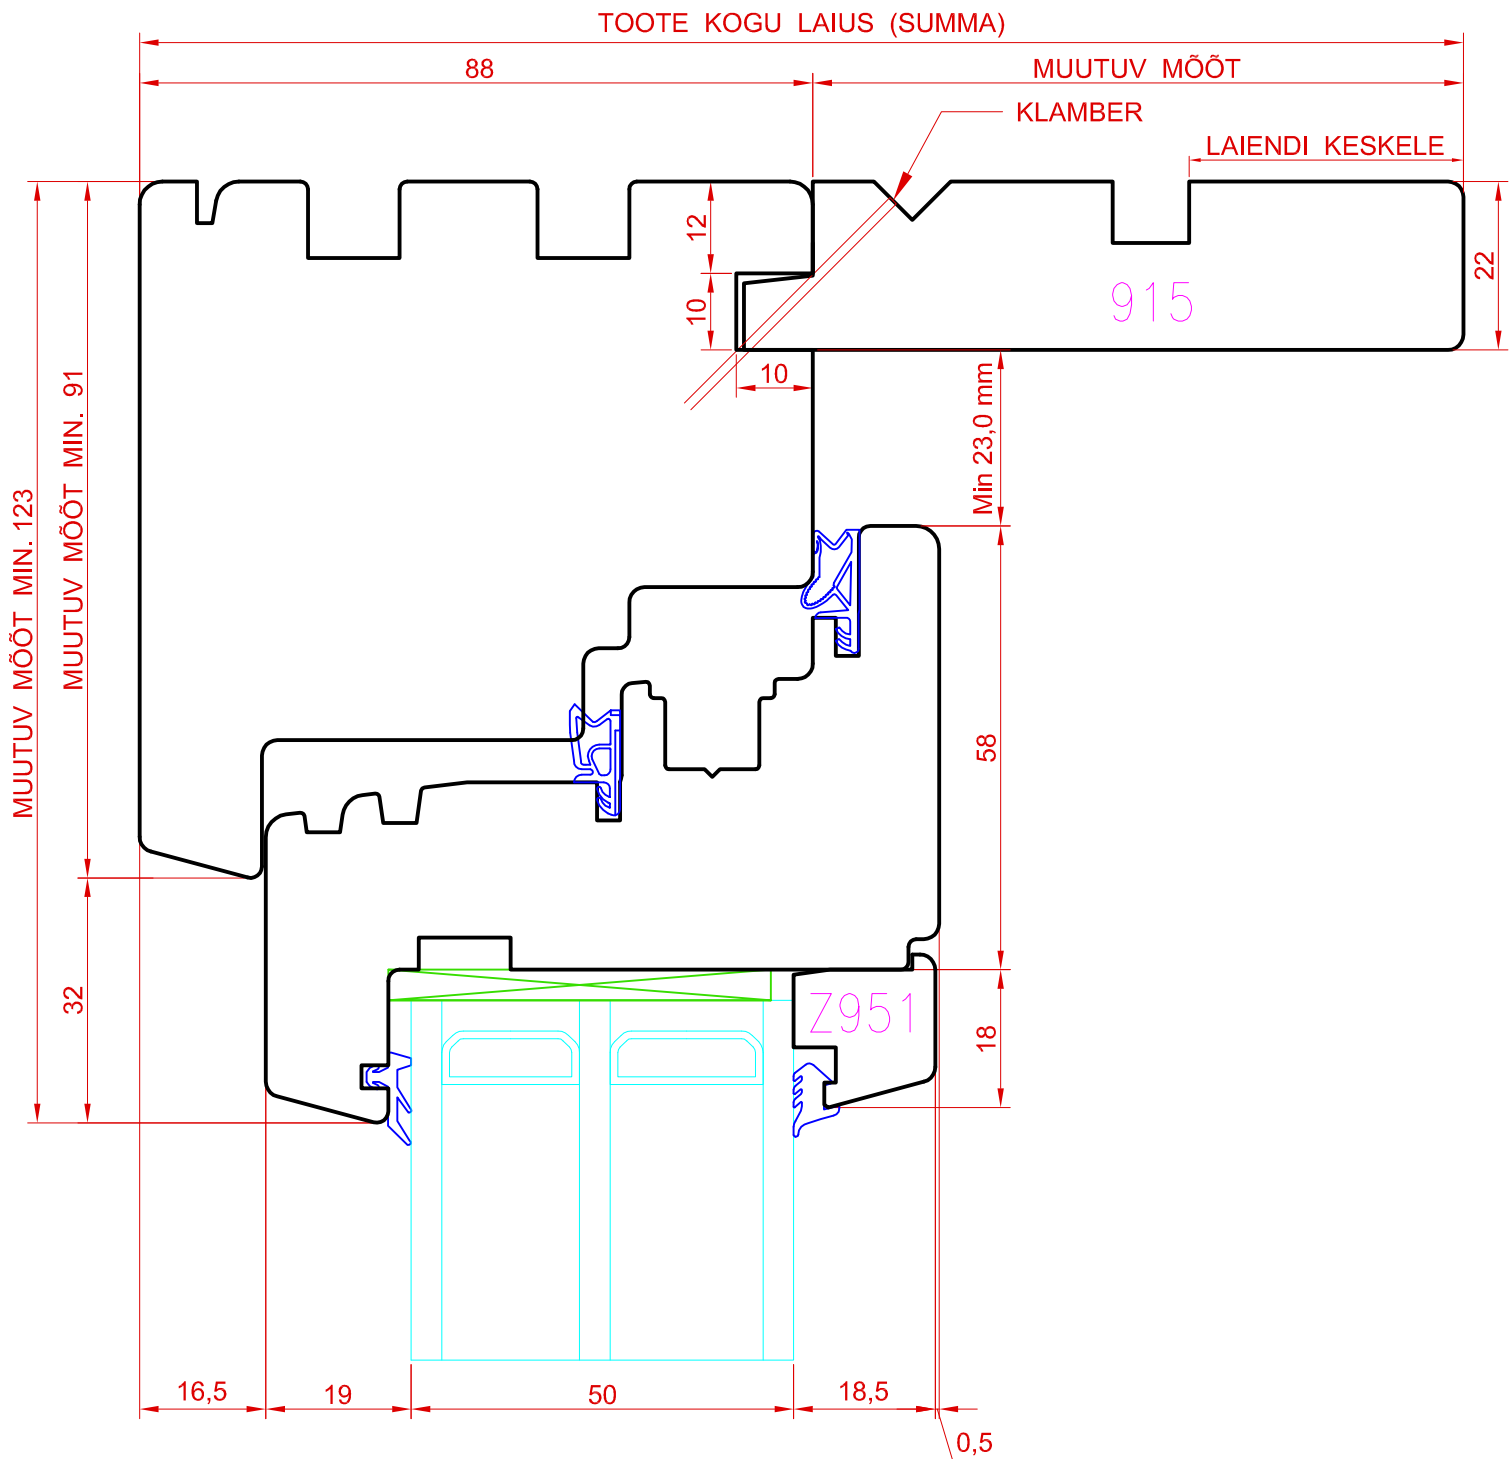 TOOTE KOGU LAIUS (SUMMA)
88
MUUTUV MÕÕT
KLAMBER
LAIENDI KESKELE
12
10
10
22
915
Min 23,0 mm
MUUTUV MÕÕT MIN. 91
MUUTUV MÕÕT MIN. 123
58
32
Z951
18
16,5
19
50
18,5
0,5